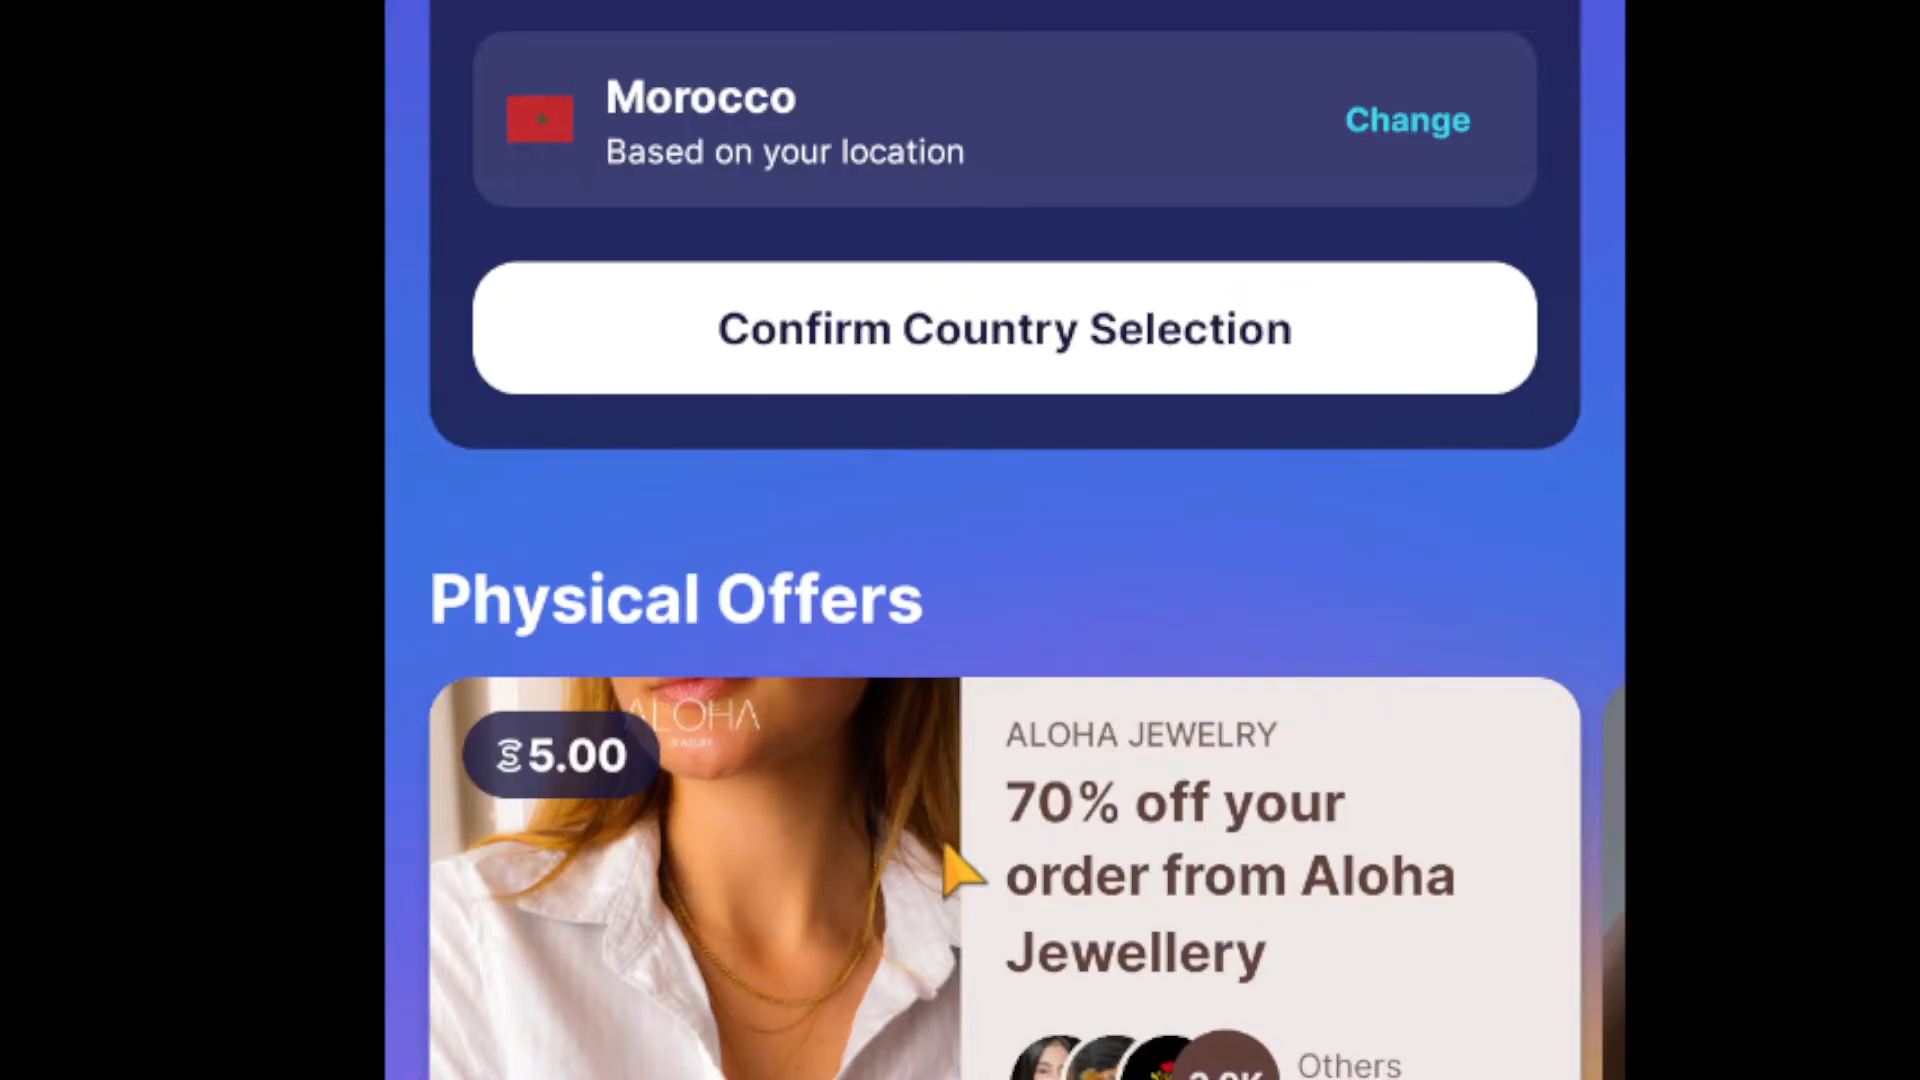 Morocco
Based on your location
Change
Confirm Country Selection
Physical Offers
ALOHA
5.00
ALOHA JEWELRY
70% off your
order from Aloha
Jewellery
Others